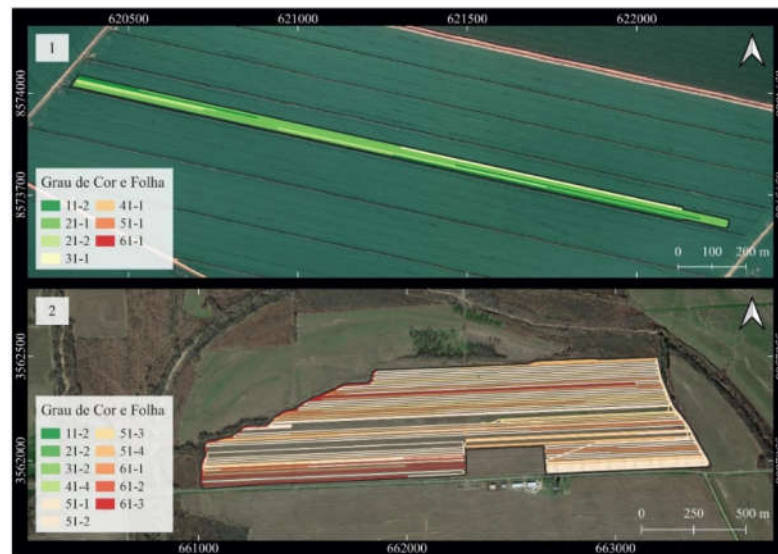 620500 621000 621500 622000
1
8574000
8573700
Grau de Cor e Folha
11-2 41-1
21-1 51-1
21-2 61-1
31-1
0 100 200 m
2
3562500
3562000
Grau de Cor e Folha
11-2 51-3
21-2 51-4
31-2 61-1
41-4 61-2
51-1 61-3
51-2
0 250 500 m
661000 662000 663000